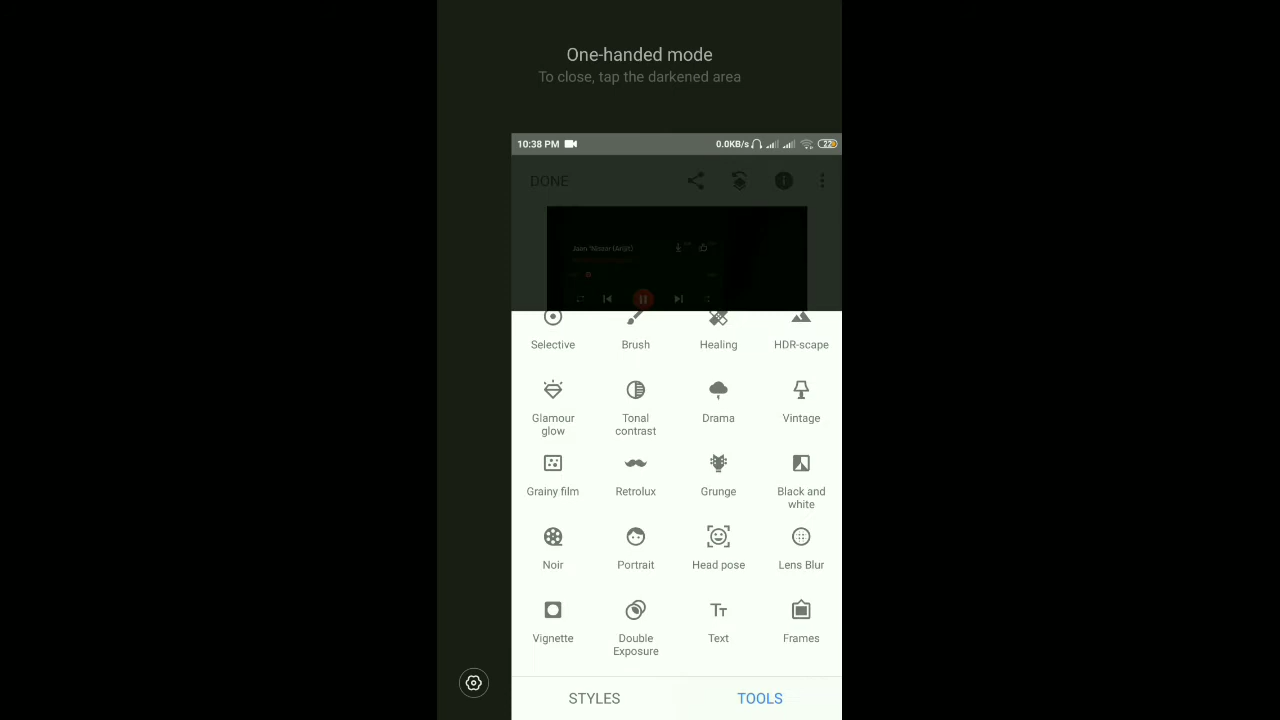 One-handed mode
To close, tap the darkened area
10:38 PM 0.0KB/s 22
DONE
Selective Brush Healing HDR-scape
Glamour glow Tonal contrast Drama Vintage
Grainy film Retrolux Grunge Black and white
Noir Portrait Head pose Lens Blur
Vignette Double Exposure Text Frames
STYLES TOOLS